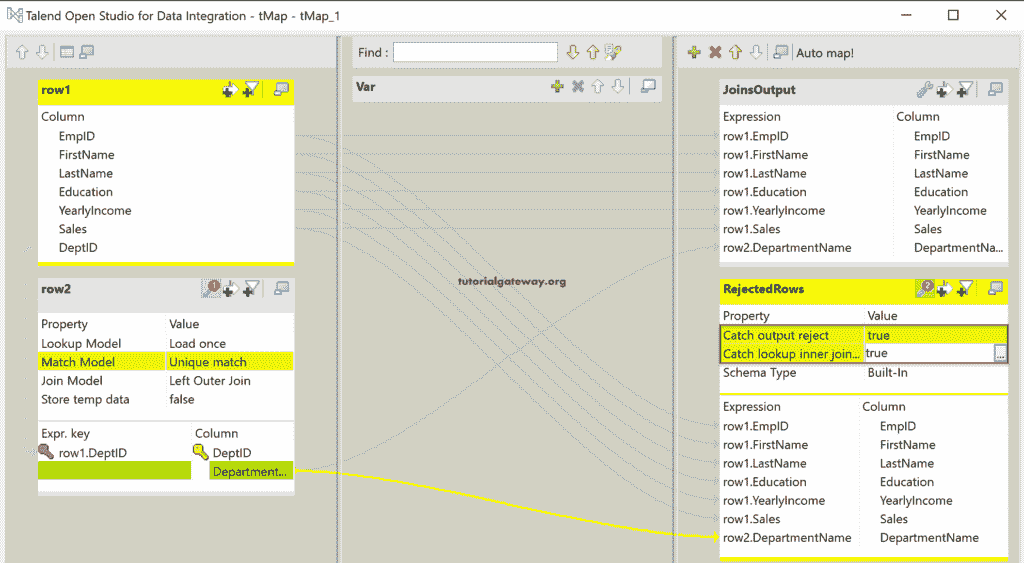 Talend Open Studio for Data Integration - tMap - tMap_1
Find :
Auto map!
row1
Column
EmpID
FirstName
LastName
Education
YearlyIncome
Sales
DeptID
row2
Property Value
Lookup Model Load once
Match Model Unique match
Join Model Left Outer Join
Store temp data false
Expr. key Column
row1.DeptID DeptID
Department...
Var
tutorialgateway.org
JoinsOutput
Expression Column
row1.EmpID EmpID
row1.FirstName FirstName
row1.LastName LastName
row1.Education Education
row1.YearlyIncome YearlyIncome
row1.Sales Sales
row2.DepartmentName DepartmentNa...
RejectedRows
Property Value
Catch output reject true
Catch lookup inner join... true ...
Schema Type Built-In
Expression Column
row1.EmpID EmpID
row1.FirstName FirstName
row1.LastName LastName
row1.Education Education
row1.YearlyIncome YearlyIncome
row1.Sales Sales
row2.DepartmentName DepartmentName